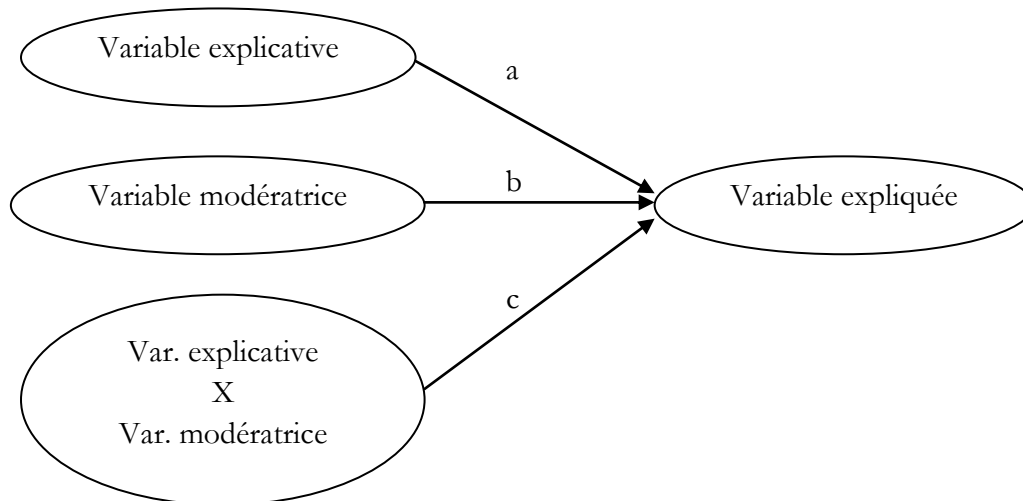 Variable explicative
a
Variable modératrice
b
Variable expliquée
c
Var. explicative
X
Var. modératrice